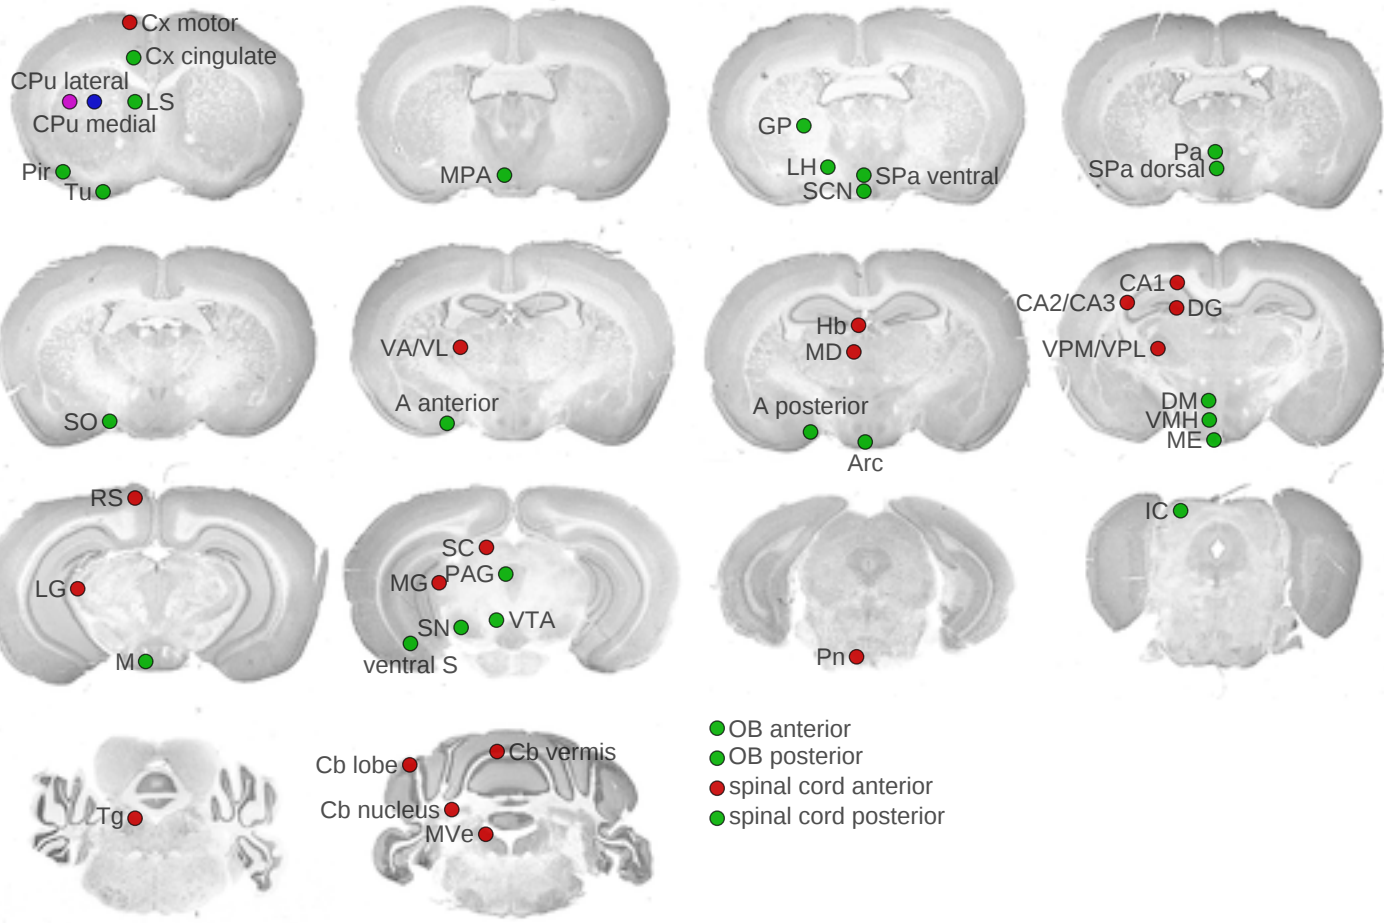 Cx motor
Cx cingulate
CPu lateral
LS
CPu medial
Pir
Tu
MPA
GP
LH
SPa ventral
SCN
Pa
SPa dorsal
SO
VA/VL
A anterior
Hb
MD
A posterior
Arc
CA1
CA2/CA3
DG
VPM/VPL
DM
VMH
ME
RS
LG
M
SC
MG
PAG
SN
VTA
ventral S
Pn
IC
Tg
Cb lobe
Cb vermis
Cb nucleus
MVe
OB anterior
OB posterior
spinal cord anterior
spinal cord posterior